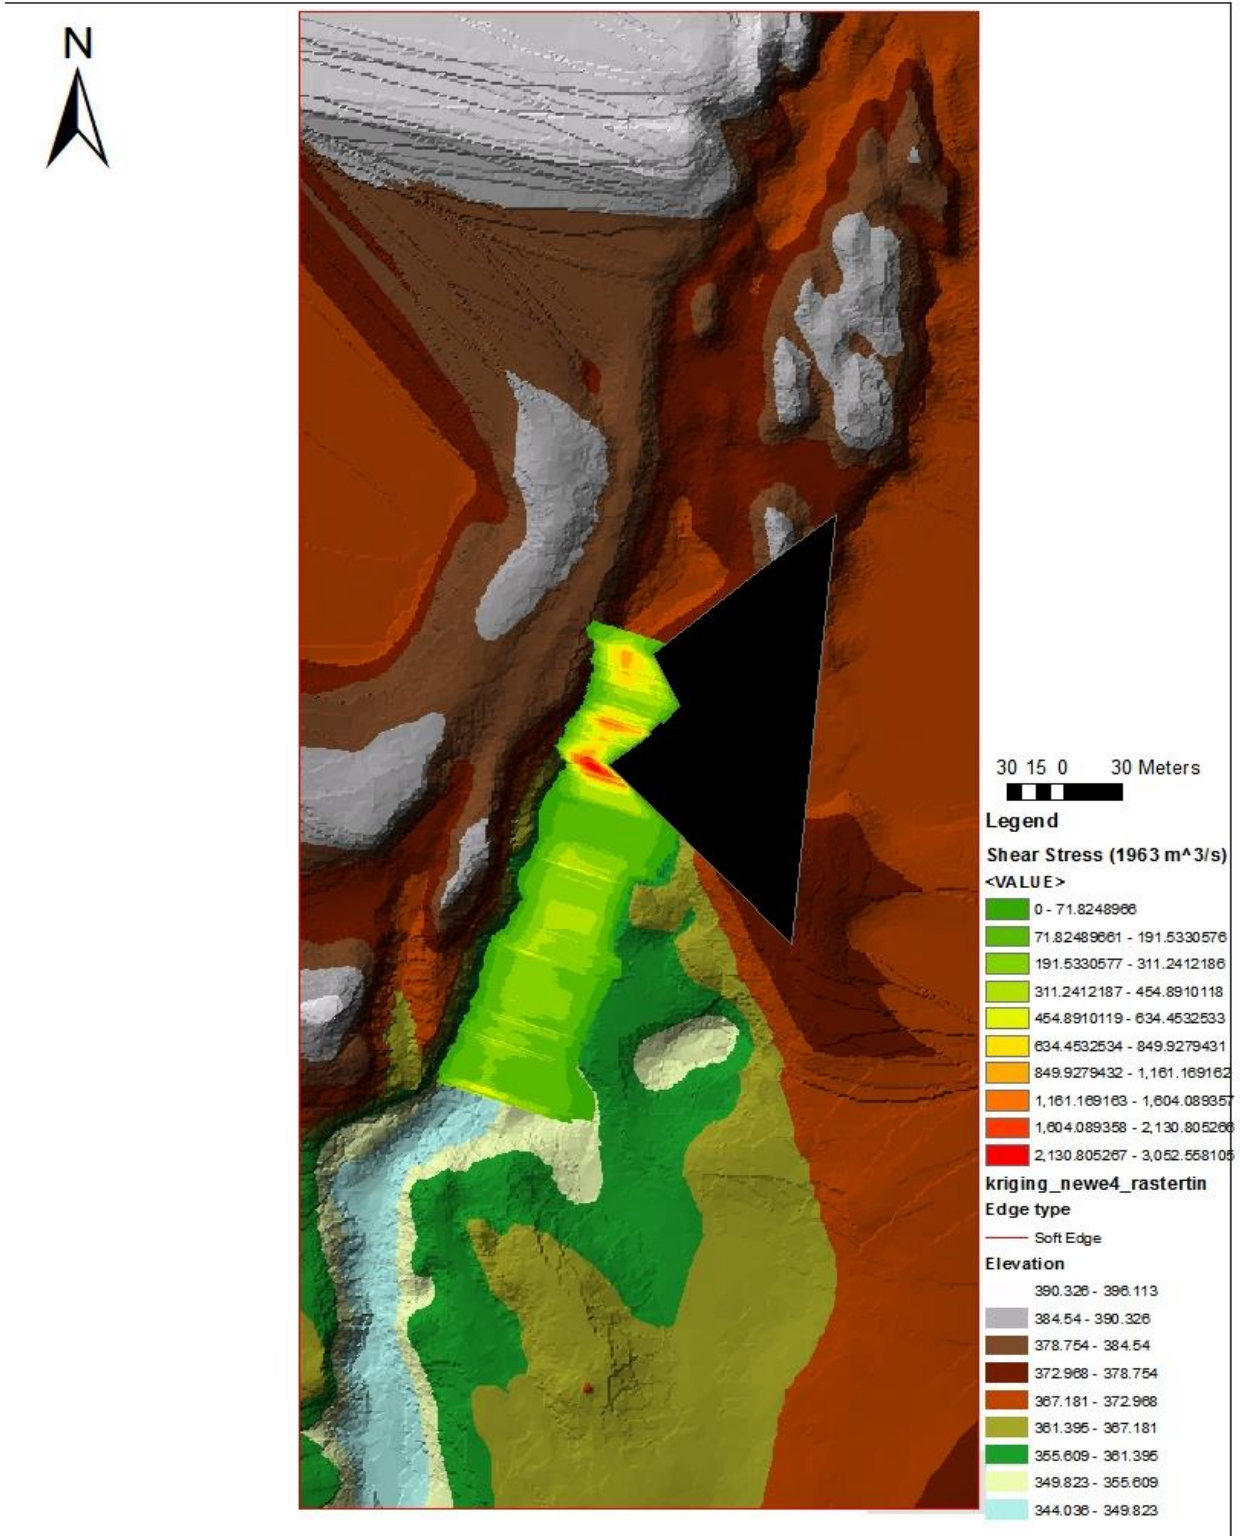 N
30 15 0 30 Meters
Legend
Shear Stress (1963 m^3/s)
<VALUE>
0 - 71.8248966
71.82489661 - 191.5330576
191.5330577 - 311.2412186
311.2412187 - 454.8910118
454.8910119 - 634.4532533
634.4532534 - 849.9279431
849.9279432 - 1,161.169162
1,161.169163 - 1,604.089357
1,604.089358 - 2,130.805266
2,130.805267 - 3,052.558105
kriging_newe4_rastertin
Edge type
Soft Edge
Elevation
390.326 - 396.113
384.54 - 390.326
378.754 - 384.54
372.968 - 378.754
367.181 - 372.968
361.395 - 367.181
355.609 - 361.395
349.823 - 355.609
344.036 - 349.823